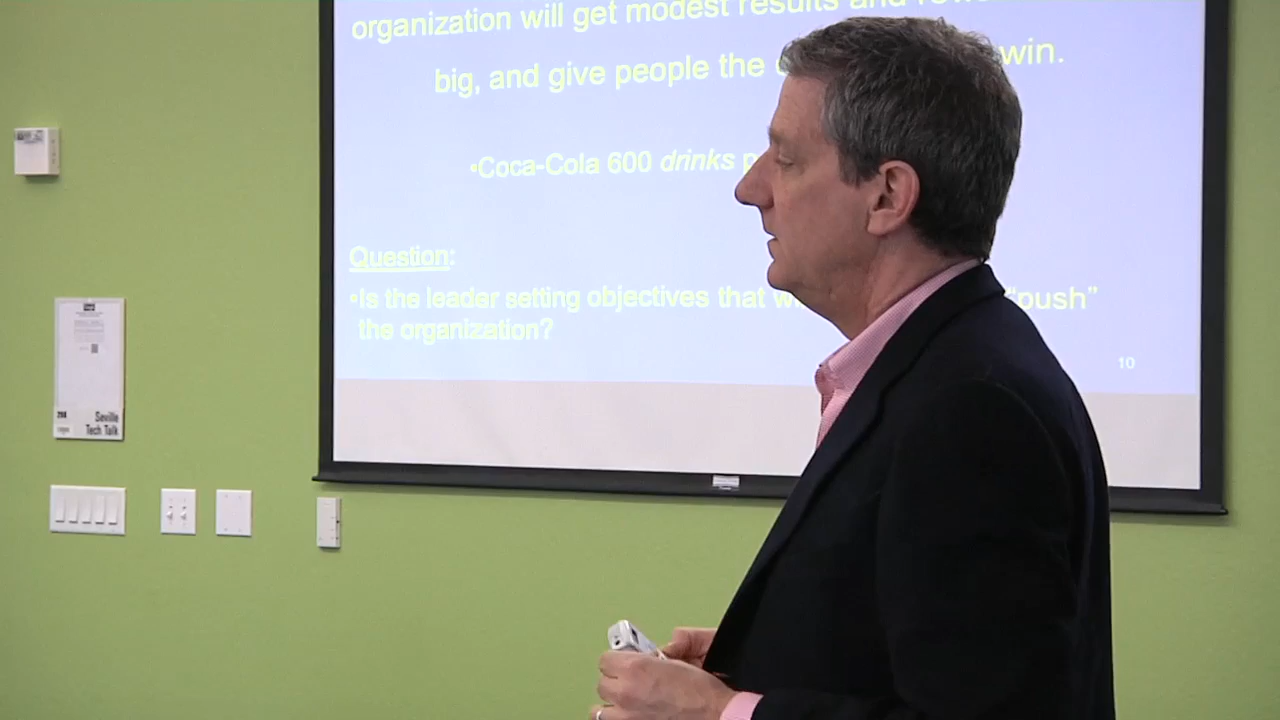 organization will get modest results and
big, and give people the win.
•Coca-Cola 600 drinks
Question:
•Is the leader setting objectives that “push”
the organization?
10
Seville
Tech Talk